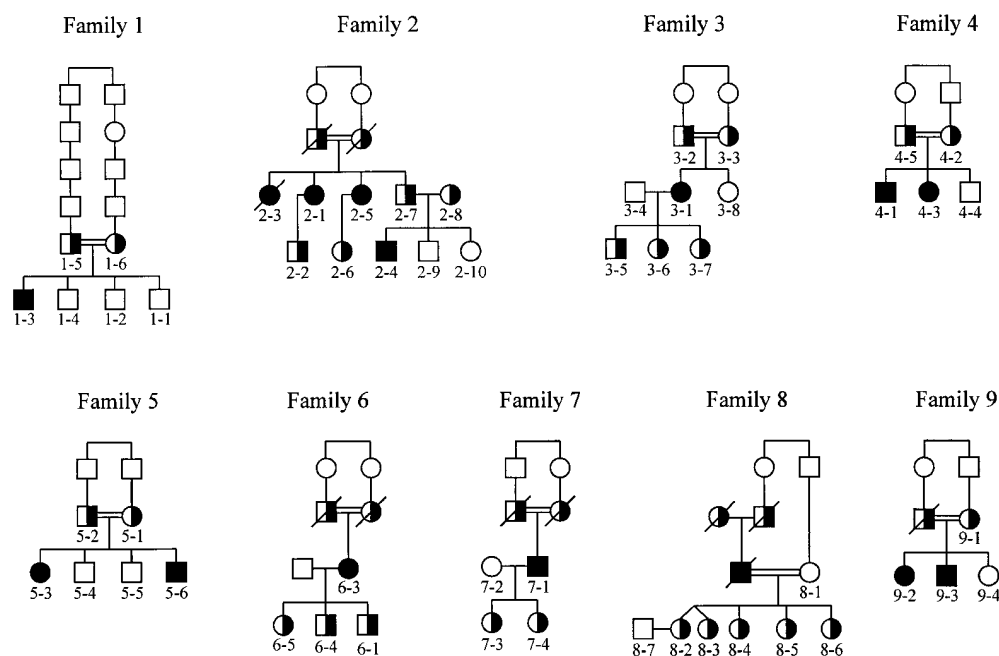 Family 1
Family 2
Family 3
Family 4
1-5 1-6
1-3 1-4 1-2 1-1
2-3 2-1 2-5 2-7 2-8
2-2 2-6 2-4 2-9 2-10
3-2 3-3
3-4 3-1 3-8
3-5 3-6 3-7
4-5 4-2
4-1 4-3 4-4
Family 5
Family 6
Family 7
Family 8
Family 9
5-2 5-1
5-3 5-4 5-5 5-6
6-3
6-5 6-4 6-1
7-2 7-1
7-3 7-4
8-1
8-7 8-2 8-3 8-4 8-5 8-6
9-1
9-2 9-3 9-4